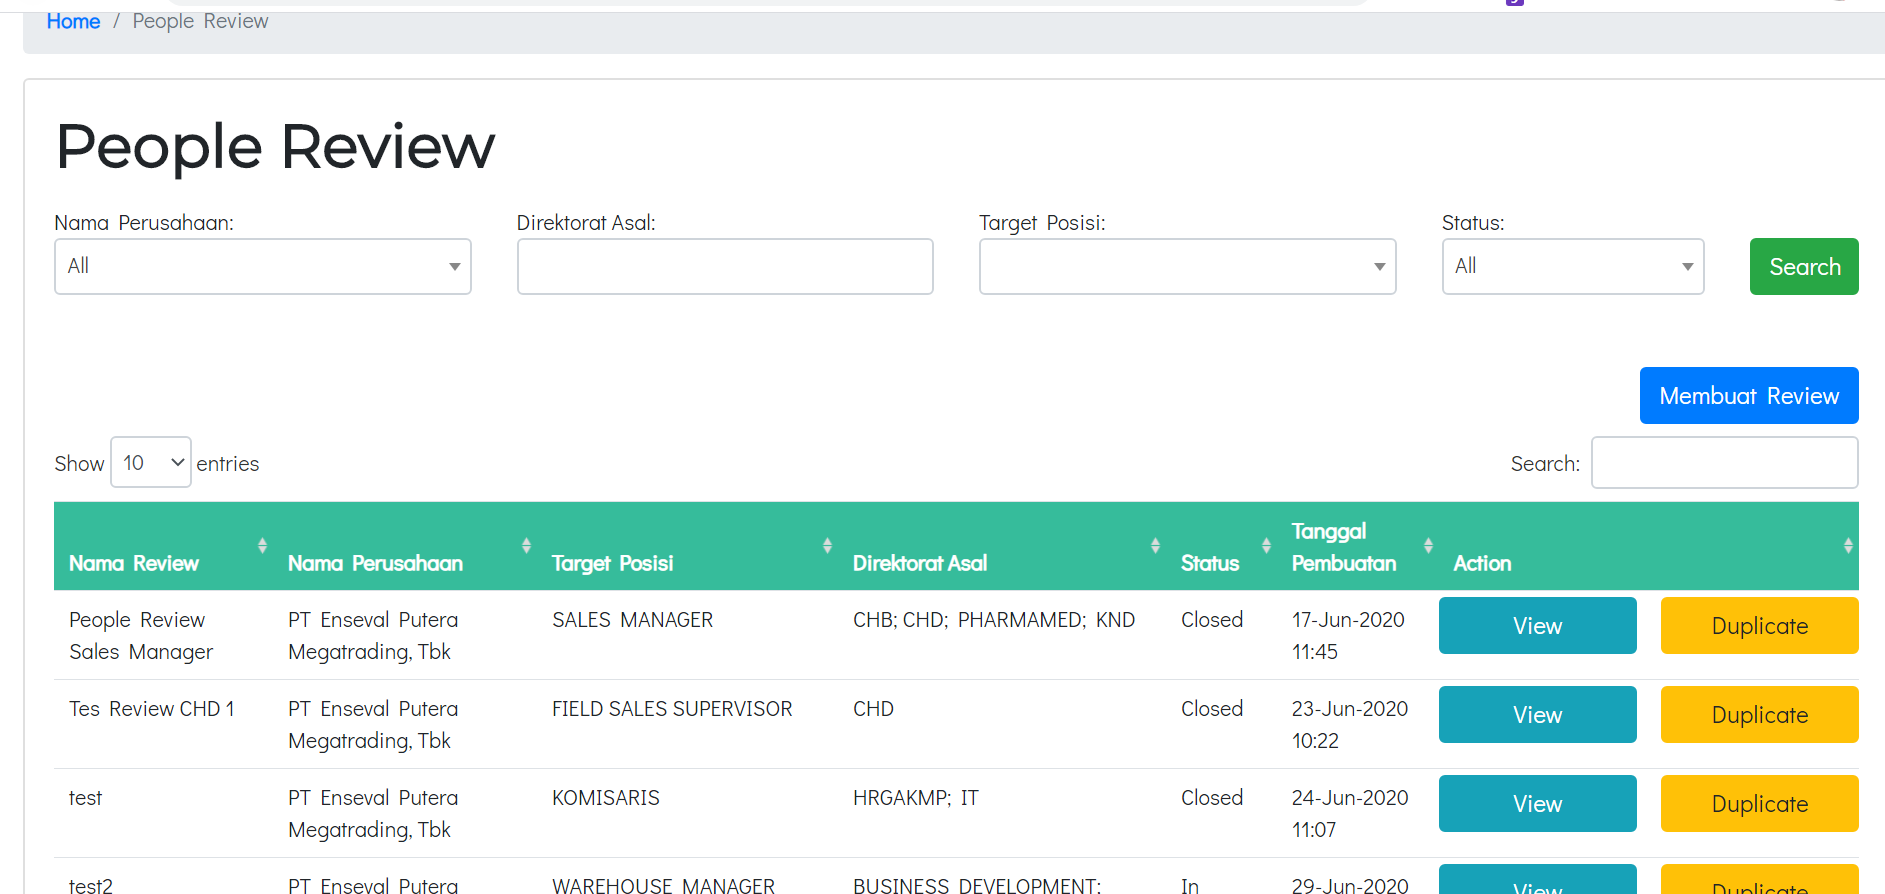 Home / People Review
People Review
Nama Perusahaan: Direktorat Asal: Target Posisi: Status:
All All Search
Membuat Review
Show 10 entries Search:
Tanggal
Nama Review Nama Perusahaan Target Posisi Direktorat Asal Status Pembuatan Action
People Review PT Enseval Putera SALES MANAGER CHB; CHD; PHARMAMED; KND Closed 17-Jun-2020 View Duplicate
Sales Manager Megatrading, Tbk 11:45
Tes Review CHD 1 PT Enseval Putera FIELD SALES SUPERVISOR CHD Closed 23-Jun-2020 View Duplicate
Megatrading, Tbk 10:22
test PT Enseval Putera KOMISARIS HRGAKMP; IT Closed 24-Jun-2020 View Duplicate
Megatrading, Tbk 11:07
test2 PT Enseval Putera WAREHOUSE MANAGER BUSINESS DEVELOPMENT; In 29-Jun-2020 View Duplicate